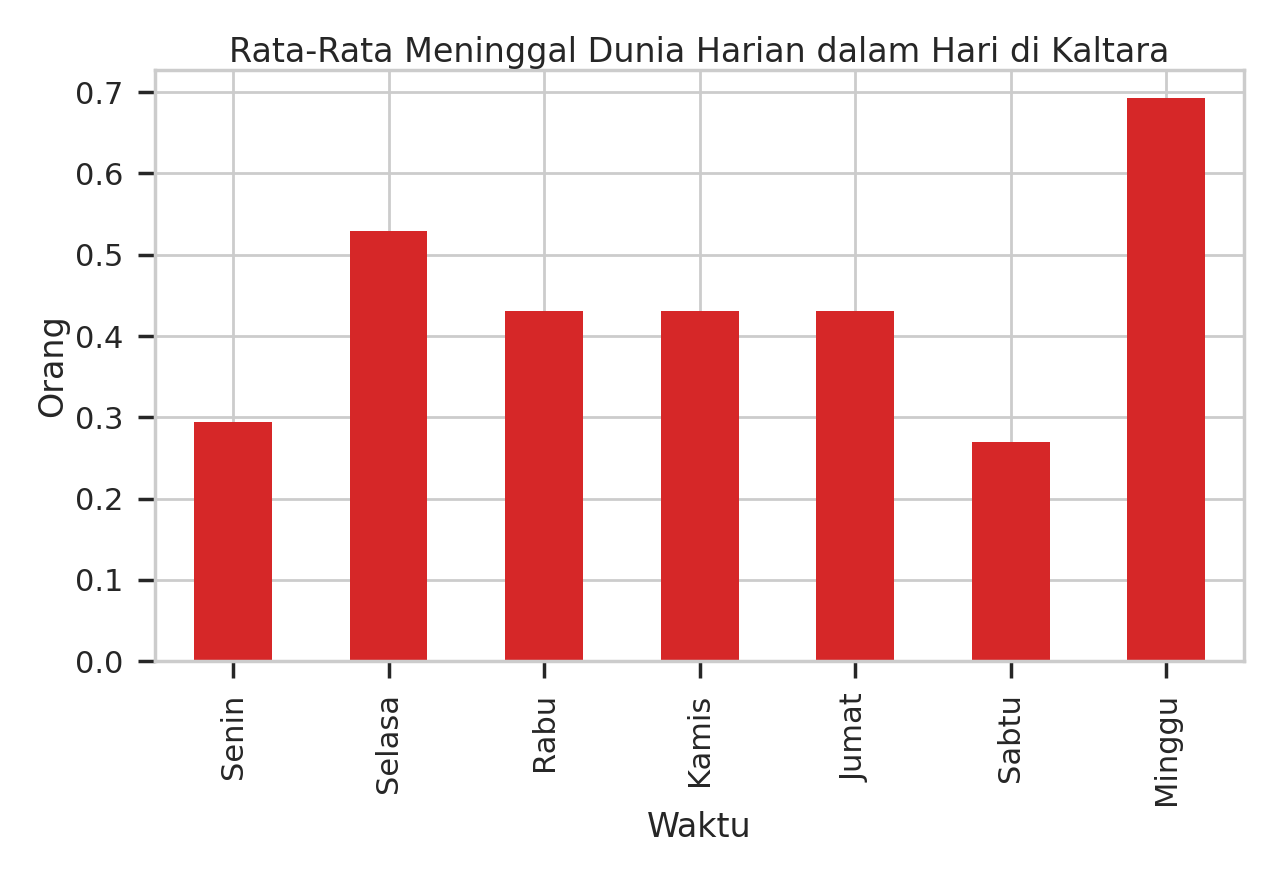 Rata-Rata Meninggal Dunia Harian dalam Hari di Kaltara
Orang
0.7
0.6
0.5
0.4
0.3
0.2
0.1
0.0
Senin
Selasa
Rabu
Kamis
Jumat
Sabtu
Minggu
Waktu